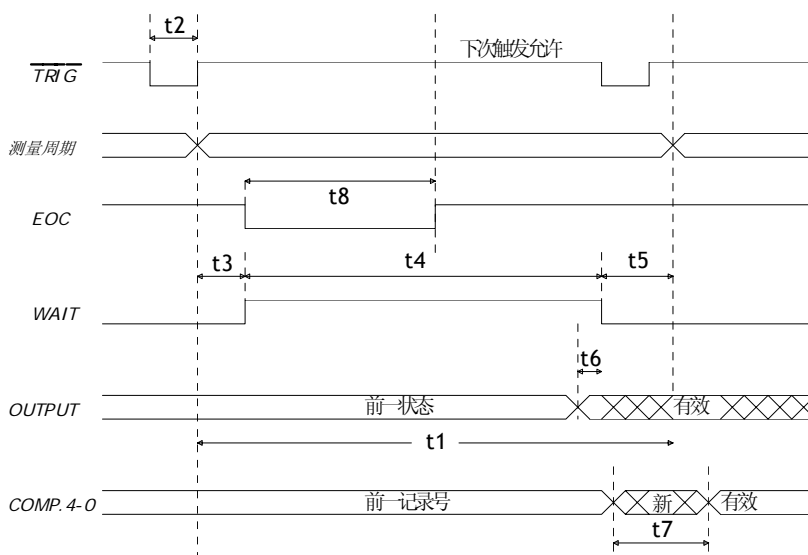 t2
下次触发允许
TRIG
测量周期
t8
EOC
t3 t4 t5
WAIT
t6
OUTPUT 前一状态 有效
t1
COMP.4-0 前一记录号 新 有效
t7